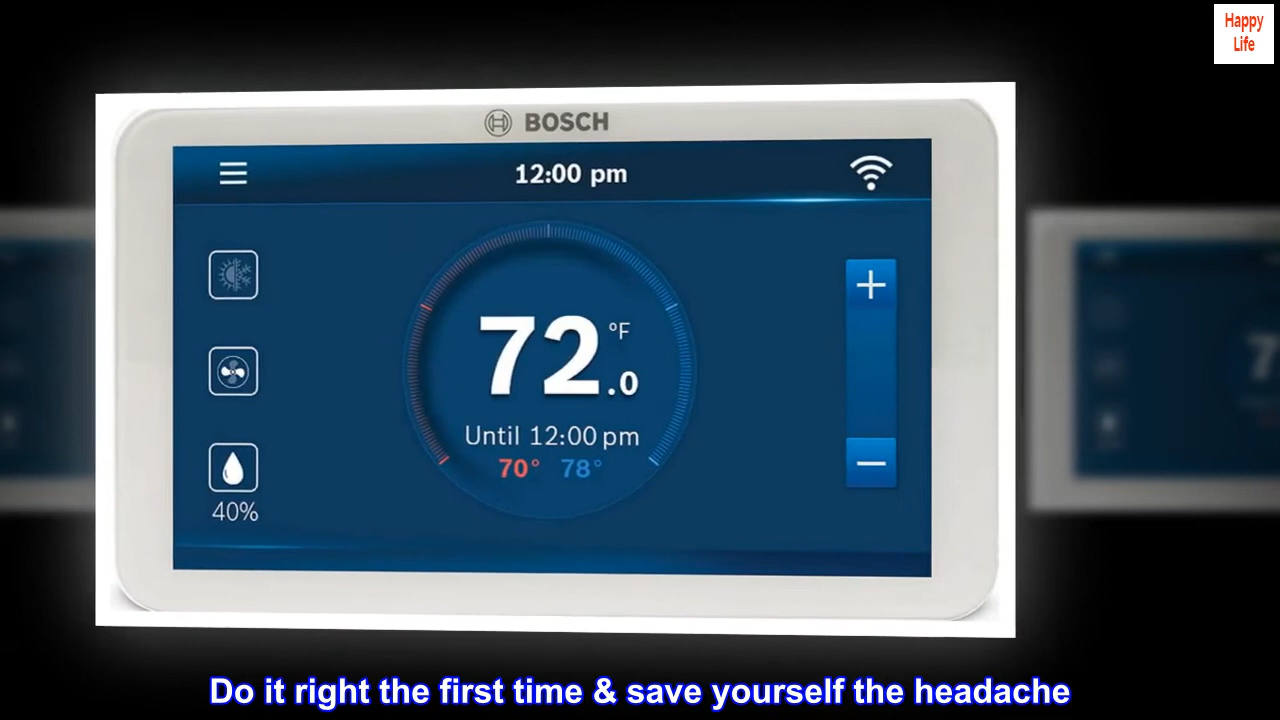 Happy
Life
BOSCH
12:00 pm
72.0 °F
Until 12:00 pm
70° 78°
40%
Do it right the first time & save yourself the headache